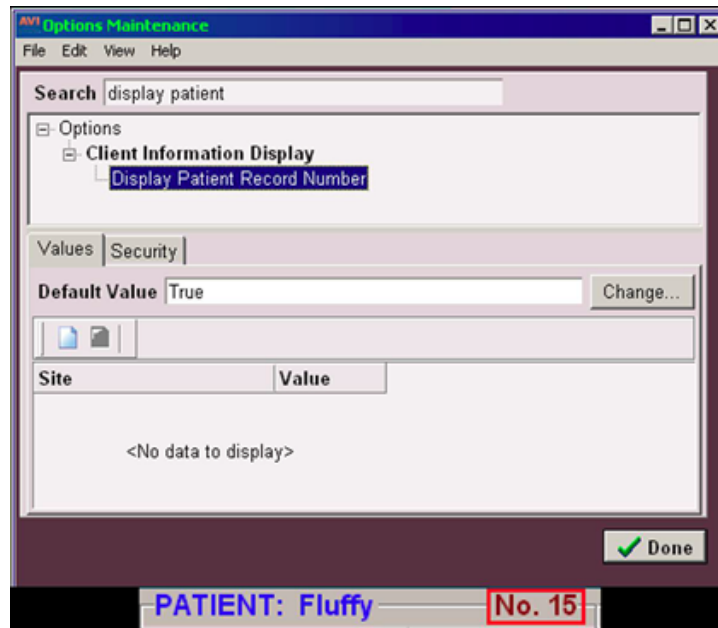 AVI Options Maintenance
File Edit View Help
Search display patient
Options
Client Information Display
Display Patient Record Number
Values Security
Default Value True Change...
Site Value
<No data to display>
Done
PATIENT: Fluffy No. 15